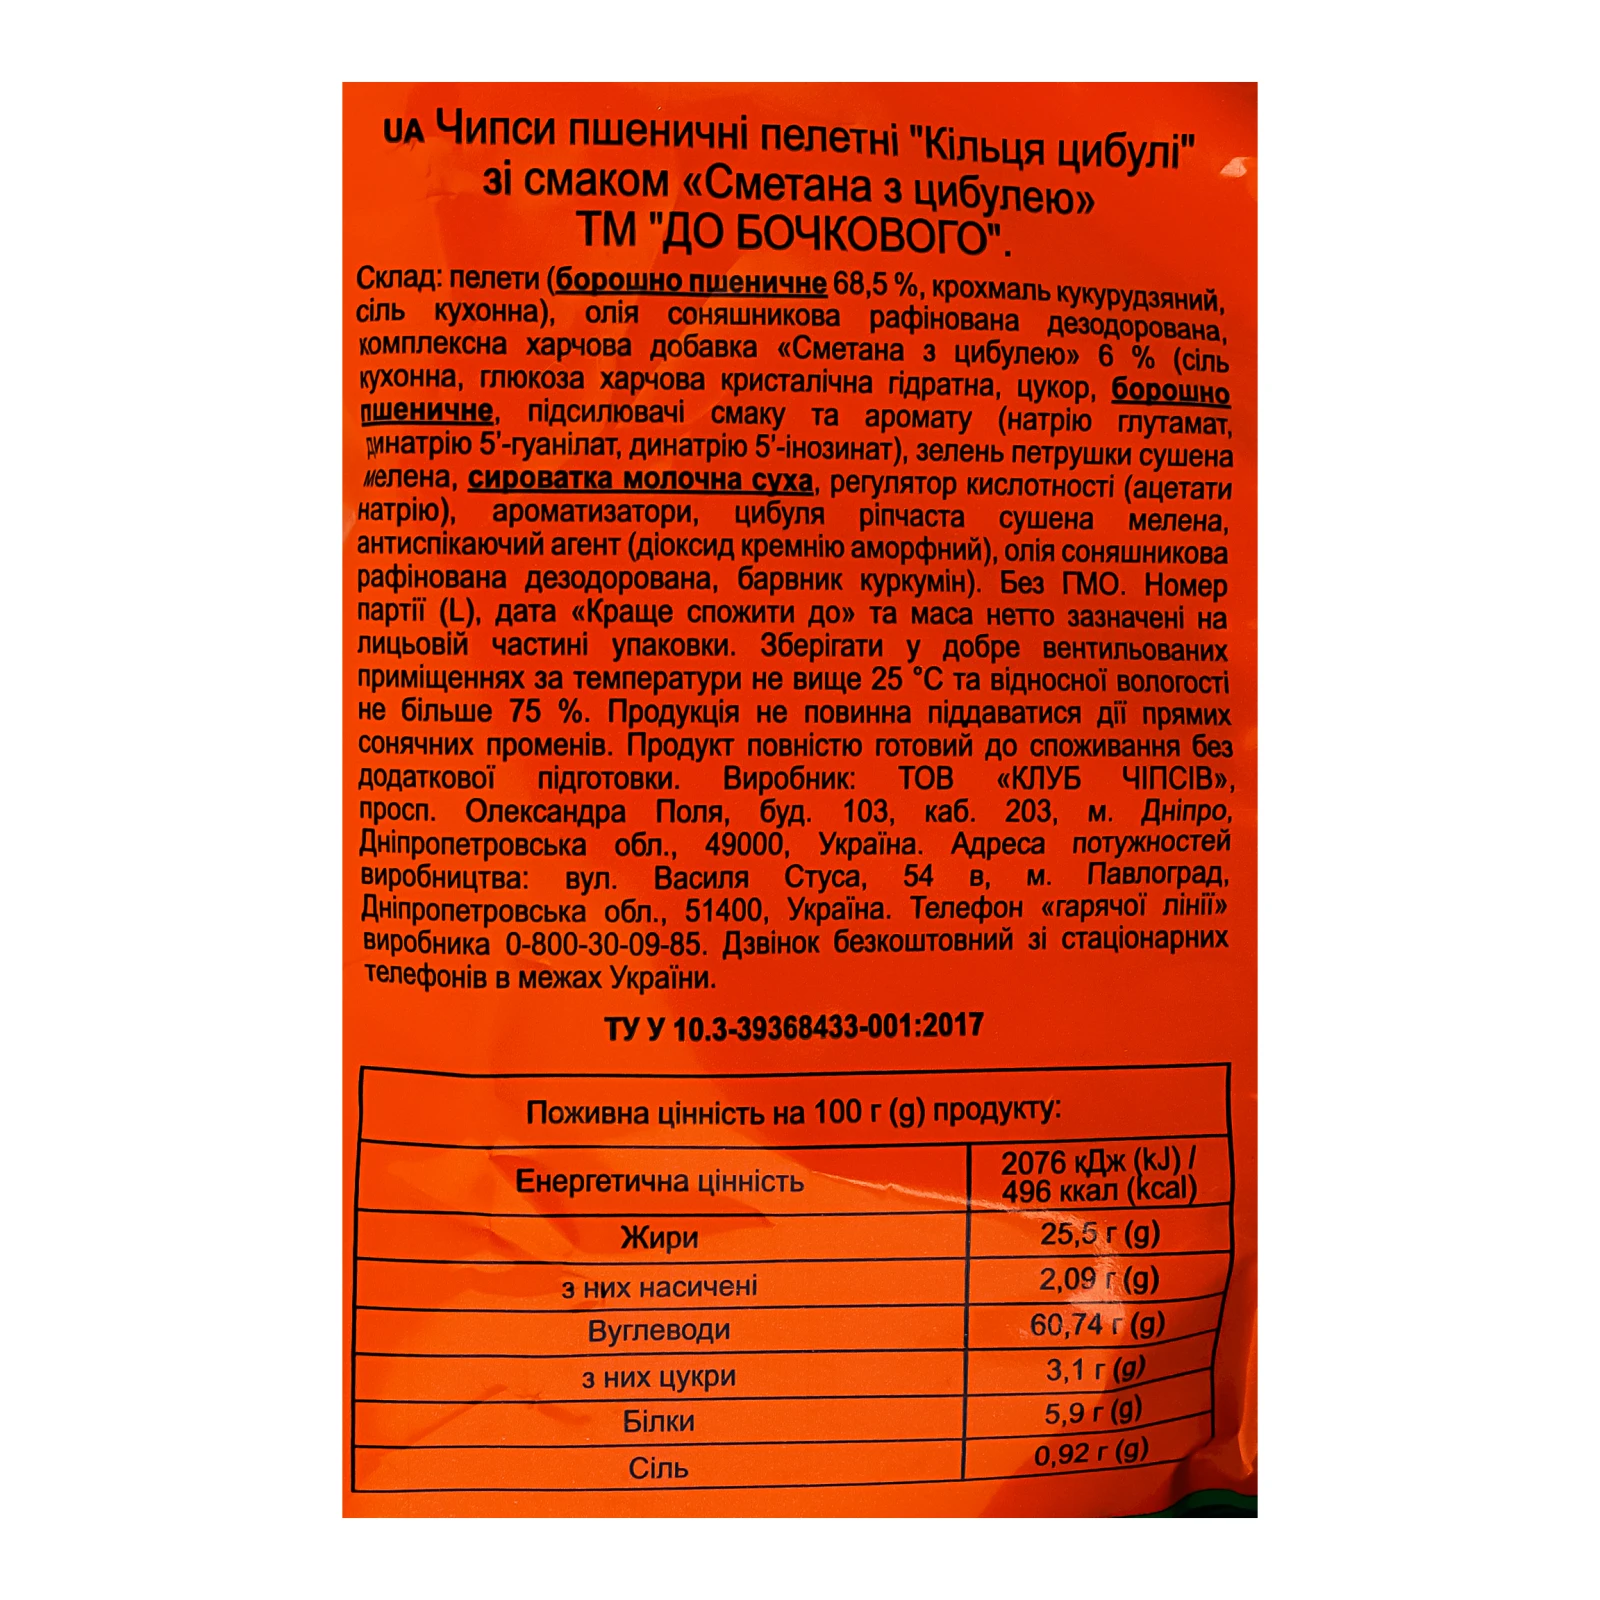 UA Чипси пшеничні пелетні "Кільця цибулі"
зі смаком «Сметана з цибулею»
ТМ "ДО БОЧКОВОГО".
Склад: пелети (борошно пшеничне 68,5 %, крохмаль кукурудзяний,
сіль кухонна), олія соняшникова рафінована дезодорована,
комплексна харчова добавка «Сметана з цибулею» 6 % (сіль
кухонна, глюкоза харчова кристалічна гідратна, цукор, борошно
пшеничне, підсилювачі смаку та аромату (натрію глутамат,
динатрію 5'-гуанілат, динатрію 5'-інозинат), зелень петрушки сушена
мелена, сироватка молочна суха, регулятор кислотності (ацетати
натрію), ароматизатори, цибуля ріпчаста сушена мелена,
антиспікаючий агент (діоксид кремнію аморфний), олія соняшникова
рафінована дезодорована, барвник куркумін). Без ГМО. Номер
партії (L), дата «Краще спожити до» та маса нетто зазначені на
лицьовій частині упаковки. Зберігати у добре вентильованих
приміщеннях за температури не вище 25 °С та відносної вологості
не більше 75 %. Продукція не повинна піддаватися дії прямих
сонячних променів. Продукт повністю готовий до споживання без
додаткової підготовки. Виробник: ТОВ «КЛУБ ЧІПСІВ»,
просп. Олександра Поля, буд. 103, каб. 203, м. Дніпро,
Дніпропетровська обл., 49000, Україна. Адреса потужностей
виробництва: вул. Василя Стуса, 54 в, м. Павлоград,
Дніпропетровська обл., 51400, Україна. Телефон «гарячої лінії»
виробника 0-800-30-09-85. Дзвінок безкоштовний зі стаціонарних
телефонів в межах України.
ТУ У 10.3-39368433-001:2017
Поживна цінність на 100 г (g) продукту:
Енергетична цінність 2076 кДж (kJ) /
496 ккал (kcal)
Жири 25,5 г (g)
з них насичені 2,09 г (g)
Вуглеводи 60,74 г (g)
з них цукри 3,1 г (g)
Білки 5,9 г (g)
Сіль 0,92 г (g)